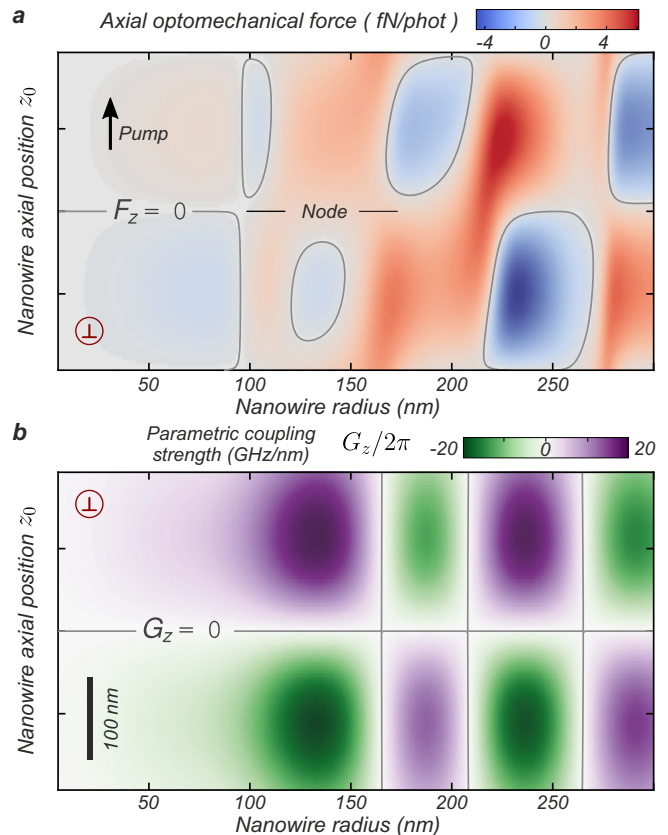 a
Axial optomechanical force ( fN/phot )
-4 0 4
Nanowire axial position z₀
Pump
F_z = 0
Node
⊥
50 100 150 200 250
Nanowire radius (nm)
b
Parametric coupling
strength (GHz/nm)
G_z/2π
-20 0 20
Nanowire axial position z₀
⊥
G_z = 0
100 nm
50 100 150 200 250
Nanowire radius (nm)